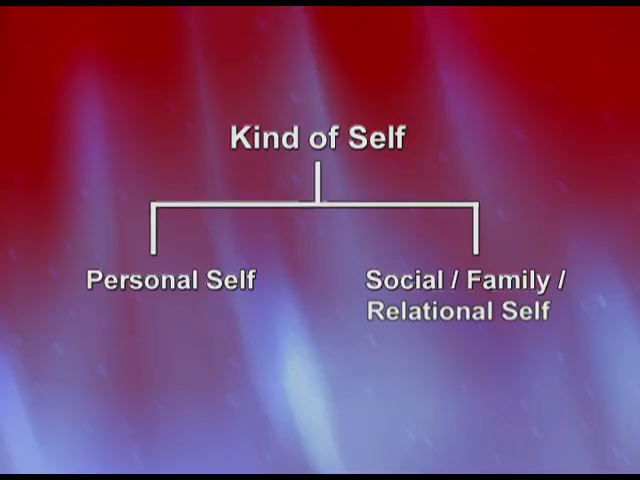 Kind of Self
Personal Self
Social / Family /
Relational Self